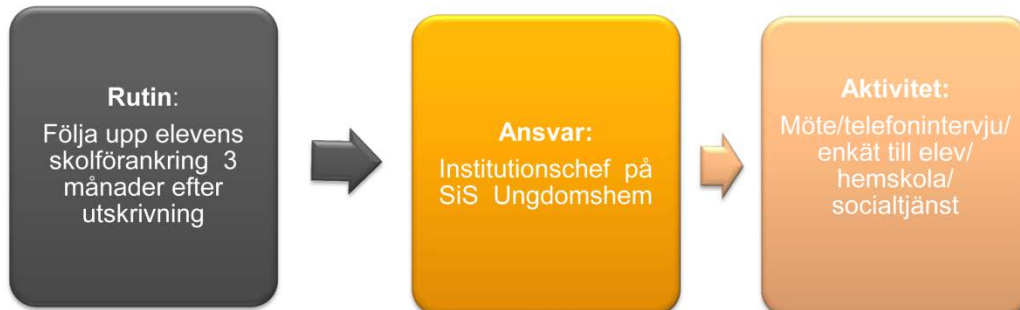 Rutin:
Följa upp elevens
skolförankring 3
månader efter
utskrivning
Ansvar:
Institutionschef på
SiS Ungdomshem
Aktivitet:
Möte/telefonintervju/
enkät till elev/
hemskola/
socialtjänst